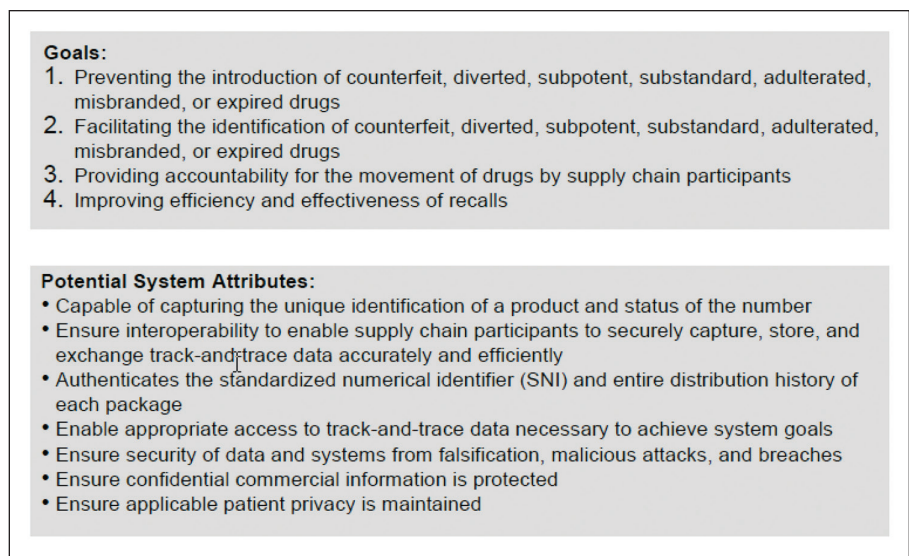 Goals:
1. Preventing the introduction of counterfeit, diverted, subpotent, substandard, adulterated,
misbranded, or expired drugs
2. Facilitating the identification of counterfeit, diverted, subpotent, substandard, adulterated,
misbranded, or expired drugs
3. Providing accountability for the movement of drugs by supply chain participants
4. Improving efficiency and effectiveness of recalls
Potential System Attributes:
• Capable of capturing the unique identification of a product and status of the number
• Ensure interoperability to enable supply chain participants to securely capture, store, and
exchange track-and-trace data accurately and efficiently
• Authenticates the standardized numerical identifier (SNI) and entire distribution history of
each package
• Enable appropriate access to track-and-trace data necessary to achieve system goals
• Ensure security of data and systems from falsification, malicious attacks, and breaches
• Ensure confidential commercial information is protected
• Ensure applicable patient privacy is maintained